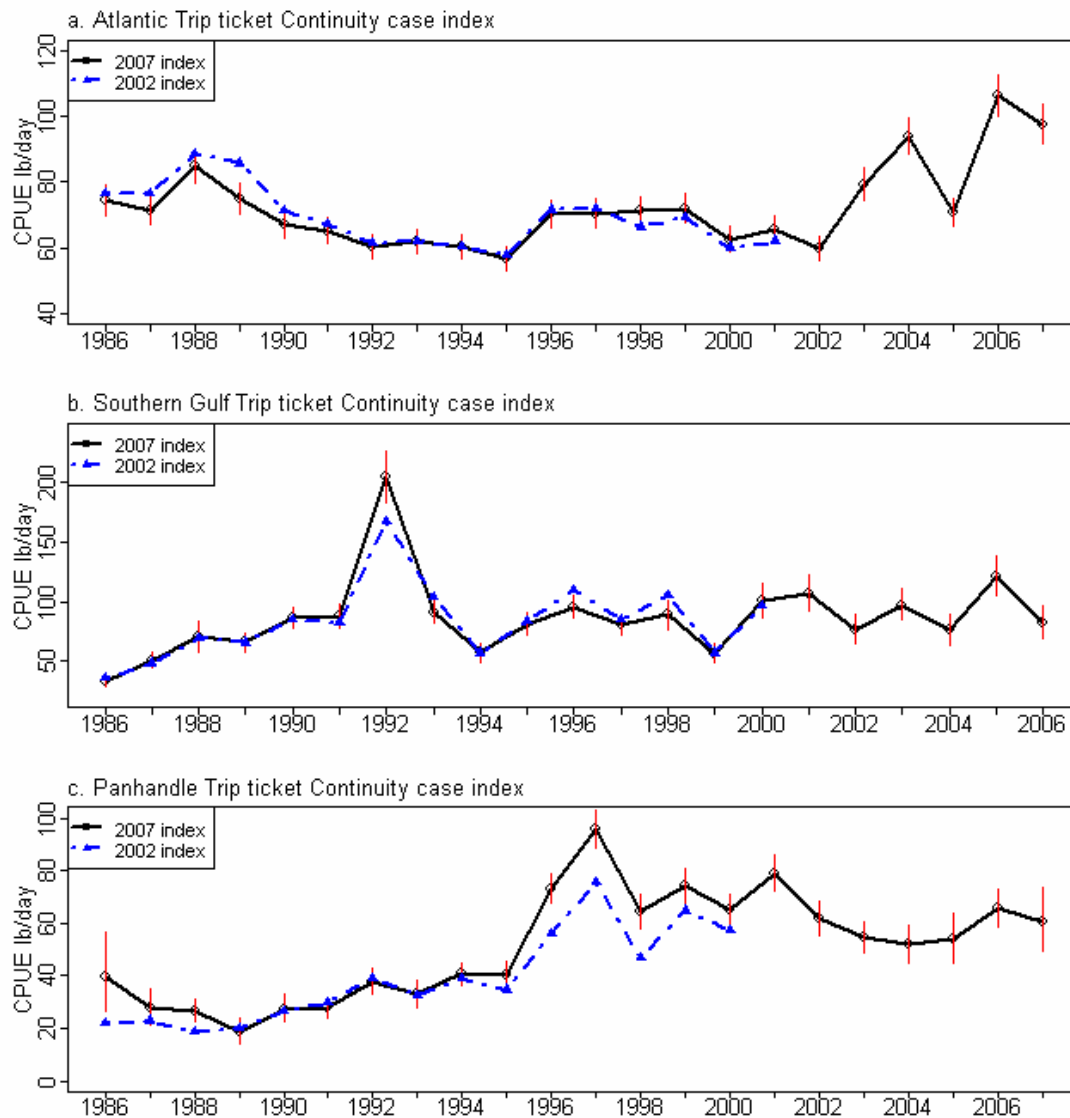 a. Atlantic Trip ticket Continuity case index
2007 index
2002 index
CPUE lb/day
120
100
80
60
40
1986 1988 1990 1992 1994 1996 1998 2000 2002 2004 2006
b. Southern Gulf Trip ticket Continuity case index
2007 index
2002 index
CPUE lb/day
200
150
100
50
1986 1988 1990 1992 1994 1996 1998 2000 2002 2004 2006
c. Panhandle Trip ticket Continuity case index
2007 index
2002 index
CPUE lb/day
100
80
60
40
20
0
1986 1988 1990 1992 1994 1996 1998 2000 2002 2004 2006